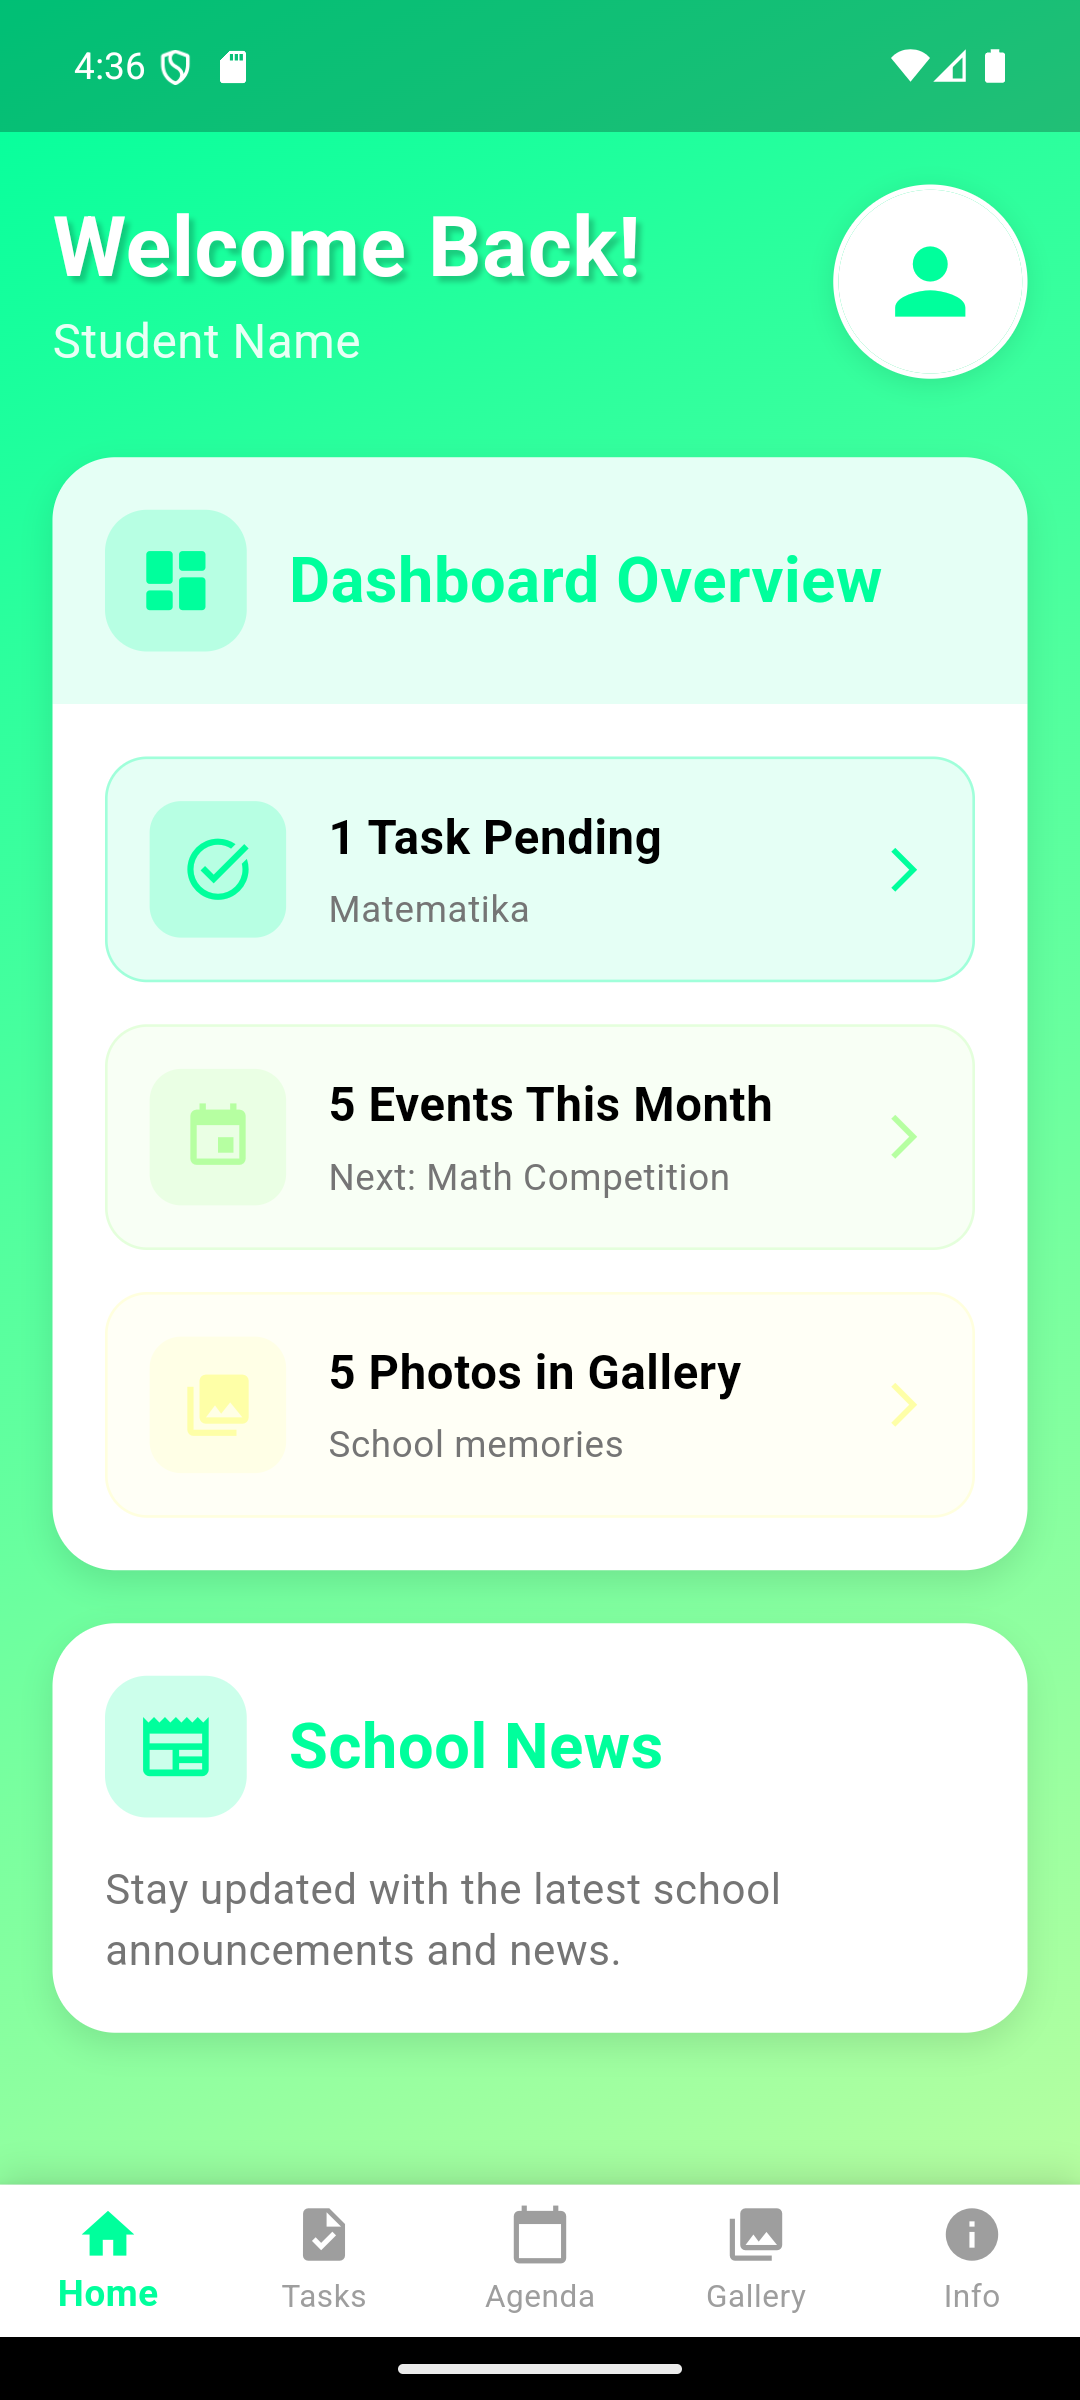 4:36
Welcome Back!
Student Name
Dashboard Overview
1 Task Pending
Matematika
5 Events This Month
Next: Math Competition
5 Photos in Gallery
School memories
School News
Stay updated with the latest school
announcements and news.
Home
Tasks
Agenda
Gallery
Info